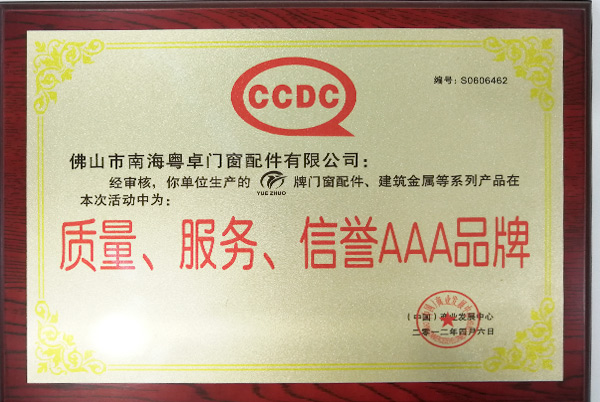 CCDC
编号：S0606462
佛山市南海粤卓门窗配件有限公司：
经审核，你单位生产的 YUE ZHUO 牌门窗配件、建筑金属等系列产品在
本次活动中为：
质量、服务、信誉AAA品牌
（中国）商业发展中心
二零一二年四月六日